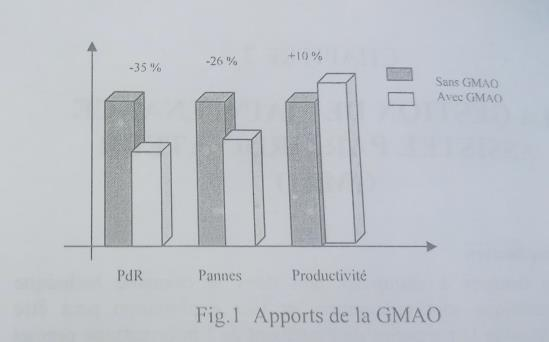 -35 %
-26 %
+10 %
Sans GMAO
Avec GMAO
PdR
Pannes
Productivité
Fig.1 Apports de la GMAO